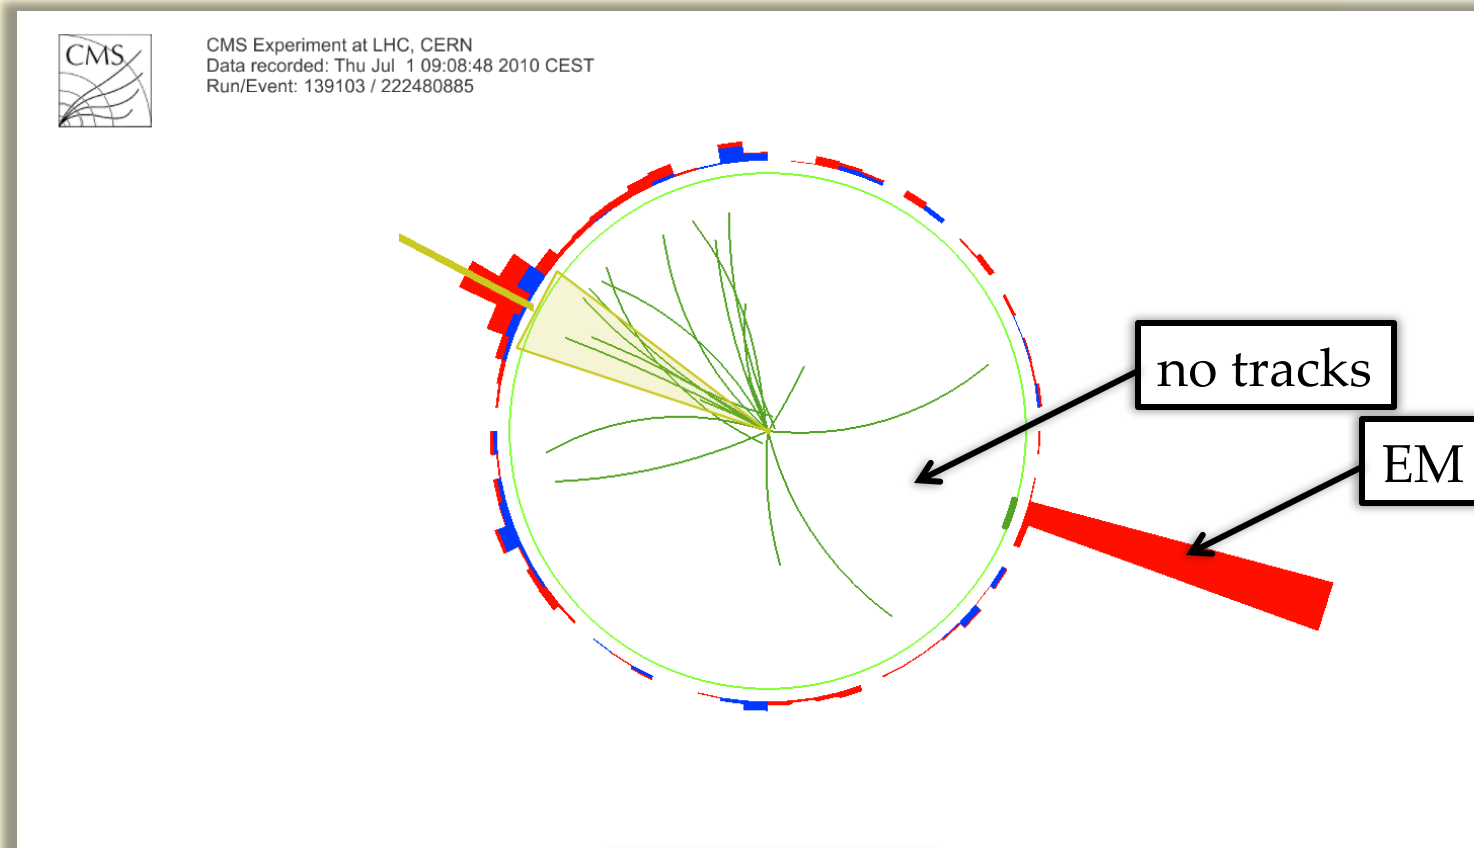 CMS
CMS Experiment at LHC, CERN
Data recorded: Thu Jul 1 09:08:48 2010 CEST
Run/Event: 139103 / 222480885
no tracks
EM